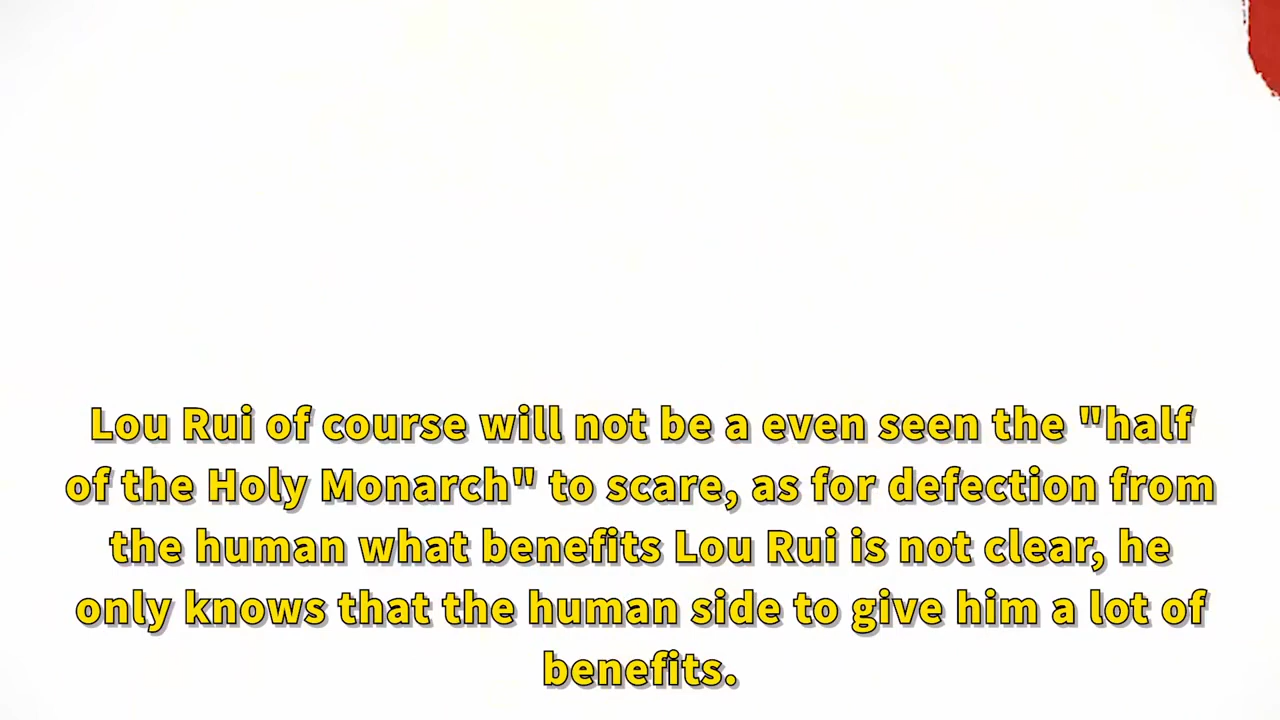 Lou Rui of course will not be a even seen the "half
of the Holy Monarch" to scare, as for defection from
the human what benefits Lou Rui is not clear, he
only knows that the human side to give him a lot of
benefits.